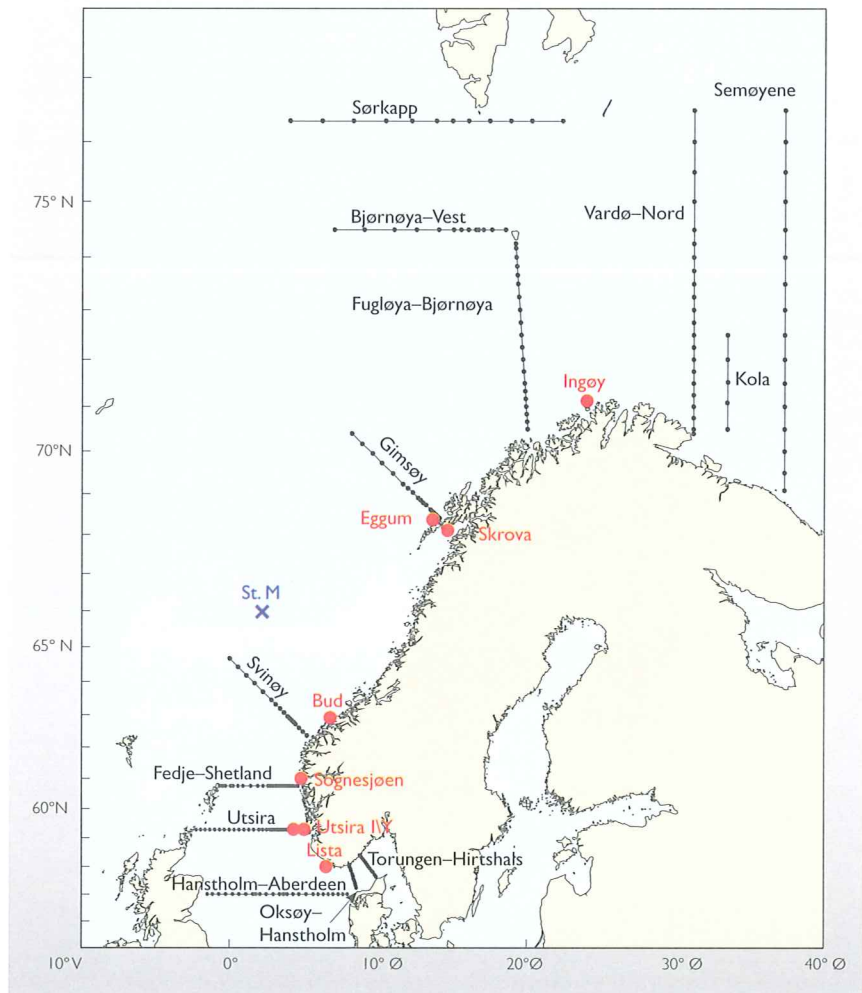 Semøyene
Sørkapp
75° N
Bjørnøya–Vest
Vardø–Nord
Fugløya–Bjørnøya
Ingøy
Kola
70°N
Gimsøy
Eggum
Skrova
St. M
65° N
Svinøy
Bud
Fedje–Shetland
Sognesjøen
60°N
Utsira
Utsira I\Y
Lista
Torungen–Hirtshals
Hanstholm–Aberdeen
Oksøy–
Hanstholm
10°V
0°
10° Ø
20°Ø
30° Ø
40° Ø